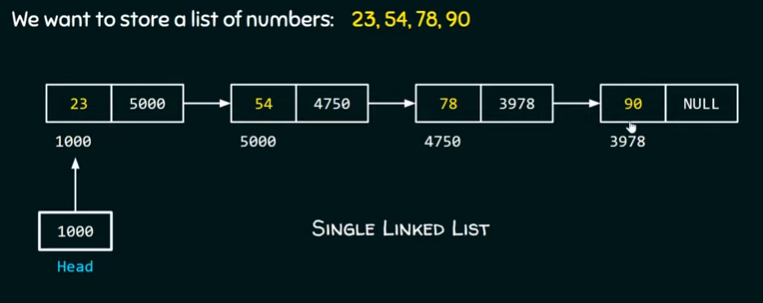 We want to store a list of numbers: 23, 54, 78, 90
23 5000 54 4750 78 3978 90 NULL
1000 5000 4750 3978
1000
Single Linked List
Head